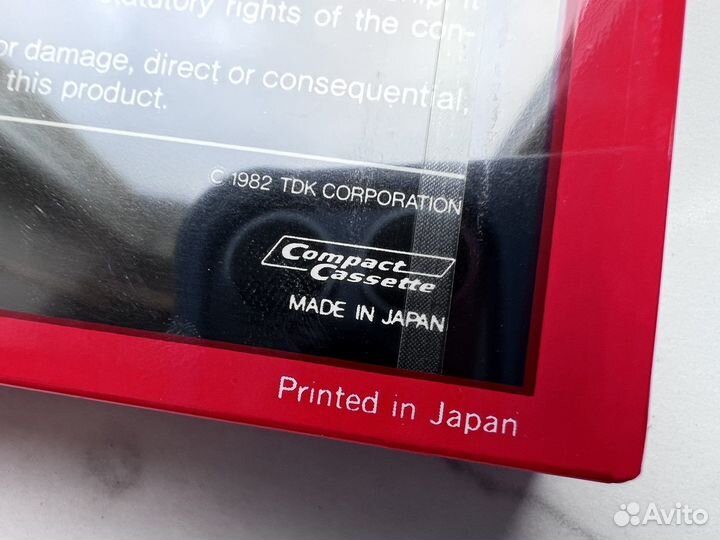 statutory rights of the con-
or damage, direct or consequential,
this product.
© 1982 TDK CORPORATION
Compact
Cassette
MADE IN JAPAN
Printed in Japan
Avito